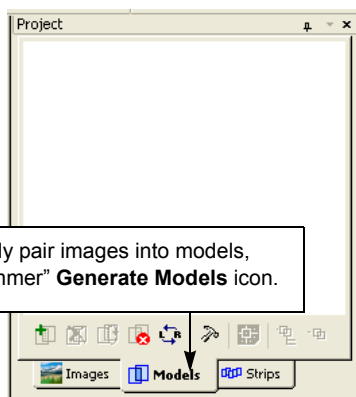 Project
ly pair images into models,
mmer” Generate Models icon.
L R
Images Models Strips